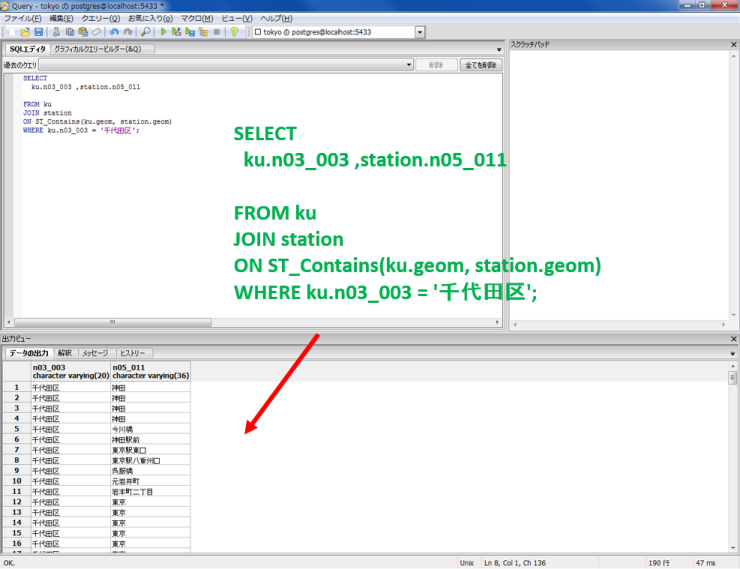 Query - tokyo の postgres@localhost:5433 *
ファイル(F) 編集(E) クエリー(Q) お気に入り(o) マクロ(M) ビュー(V) ヘルプ(H)
tokyo の postgres@localhost:5433
SQLエディタ グラフィカルクエリービルダー(&Q)
過去のクエリ 削除 全てを削除
SELECT
ku.n03_003 ,station.n05_011
FROM ku
JOIN station
ON ST_Contains(ku.geom, station.geom)
WHERE ku.n03_003 = '千代田区';
SELECT
ku.n03_003 ,station.n05_011
FROM ku
JOIN station
ON ST_Contains(ku.geom, station.geom)
WHERE ku.n03_003 = '千代田区';
スクラッチパッド
出力ビュー
データの出力 解釈 メッセージ ヒストリー
n03_003 n05_011
character varying(20) character varying(36)
1 千代田区 神田
2 千代田区 神田
3 千代田区 神田
4 千代田区 神田
5 千代田区 今川橋
6 千代田区 神田駅前
7 千代田区 東京駅東口
8 千代田区 東京駅八重州口
9 千代田区 呉服橋
10 千代田区 元岩井町
11 千代田区 岩本町二丁目
12 千代田区 東京
13 千代田区 東京
14 千代田区 東京
15 千代田区 東京
16 千代田区 東京
OK. Unix Ln 8, Col 1, Ch 136 190 行 47 ms